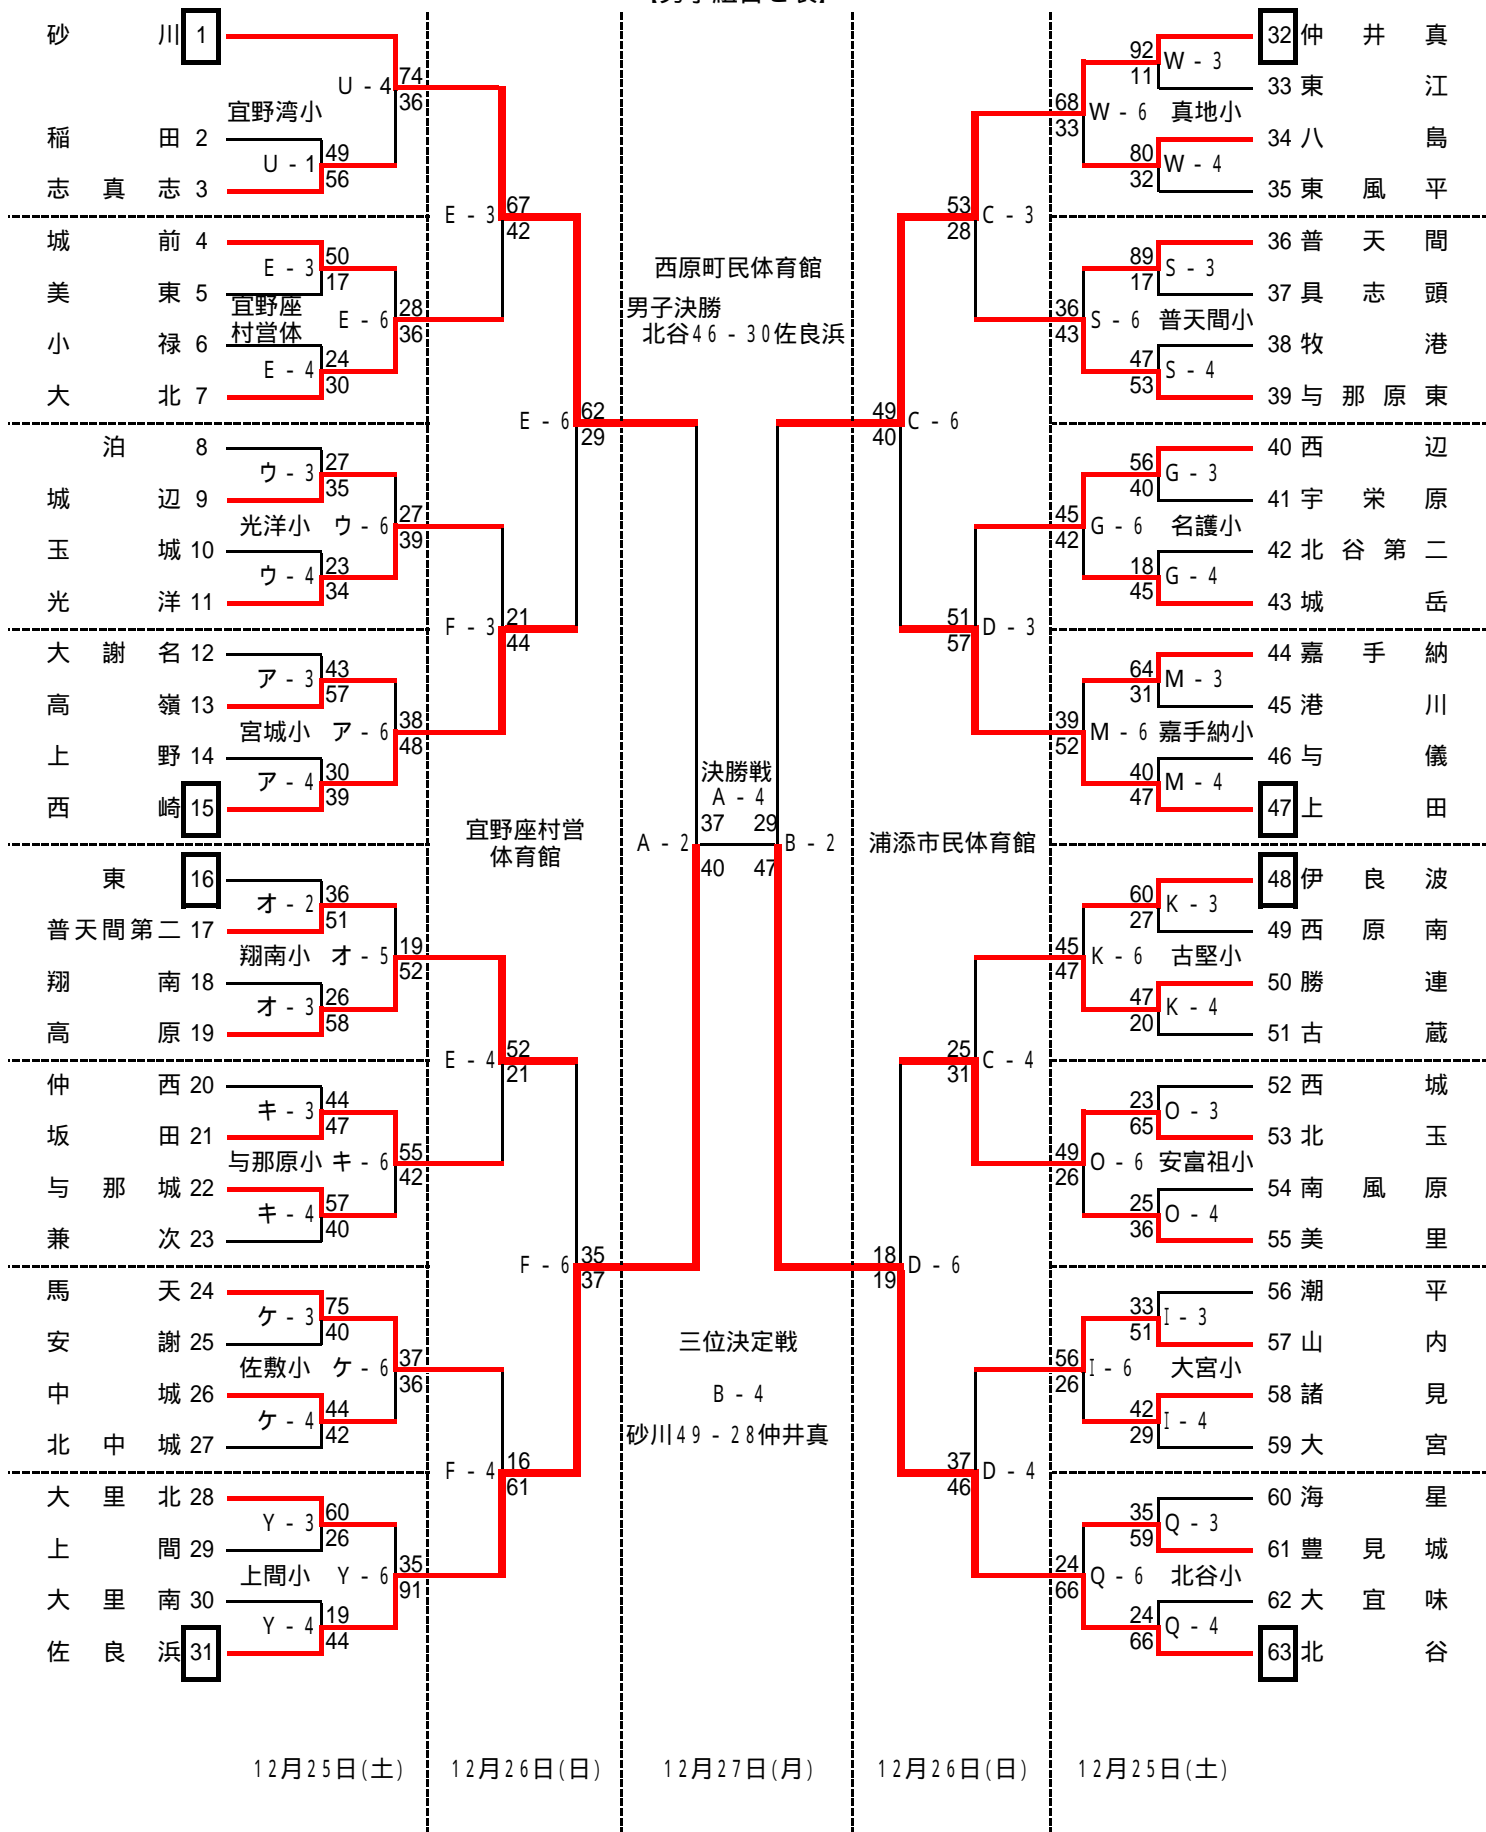 砂川 1
U-4 74
36
宜野湾小
稲田 2
U-1 49
56
志真志 3
E-3 67
42
城前 4
E-3 50
17
美東 5
宜野座
村営体
E-6 28
36
小禄 6
E-4 24
30
大北 7
E-6 62
29
泊 8
ウ-3 27
35
城辺 9
光洋小 ウ-6 27
39
玉城 10
ウ-4 23
34
光洋 11
F-3 21
44
大謝名 12
ア-3 43
57
高嶺 13
宮城小 ア-6 38
48
上野 14
ア-4 30
39
西崎 15
宜野座村営
体育館
A-2 37
40
東 16
オ-2 36
51
普天間第二 17
翔南小 オ-5 19
52
翔南 18
オ-3 26
58
高原 19
E-4 52
21
仲西 20
キ-3 44
47
坂田 21
与那原小 キ-6 55
42
与那城 22
キ-4 57
40
兼次 23
F-6 35
37
馬天 24
ケ-3 75
40
安謝 25
佐敷小 ケ-6 37
36
中城 26
ケ-4 44
42
北中城 27
F-4 16
61
大里北 28
Y-3 60
26
上間 29
上間小 Y-6 35
91
大里南 30
Y-4 19
44
佐良浜 31
西原町民体育館
男子決勝
北谷46-30佐良浜
決勝戦
A-4
29 B-2
47
三位決定戦
B-4
砂川49-28仲井真
32 仲井真
92 W-3
11
33 東江
68 W-6 真地小
33
34 八島
80 W-4
32
35 東風平
53 C-3
28
36 普天間
89 S-3
17
37 具志頭
36 S-6 普天間小
43
38 牧港
47 S-4
53
39 与那原東
49 C-6
40
40 西辺
56 G-3
40
41 宇栄原
45 G-6 名護小
42
42 北谷第二
18 G-4
45
43 城岳
51 D-3
57
44 嘉手納
64 M-3
31
45 港川
39 M-6 嘉手納小
52
46 与儀
40 M-4
47
47 上田
浦添市民体育館
48 伊良波
60 K-3
27
49 西原南
45 K-6 古堅小
47
50 勝連
47 K-4
20
51 古蔵
25 C-4
31
52 西城
23 O-3
65
53 北玉
49 O-6 安富祖小
26
54 南風原
25 O-4
36
55 美里
18 D-6
19
56 潮平
33 I-3
51
57 山内
56 I-6 大宮小
26
58 諸見
42 I-4
29
59 大宮
37 D-4
46
60 海星
35 Q-3
59
61 豊見城
24 Q-6 北谷小
66
62 大宜味
24 Q-4
66
63 北谷
12月25日(土) 12月26日(日) 12月27日(月) 12月26日(日) 12月25日(土)